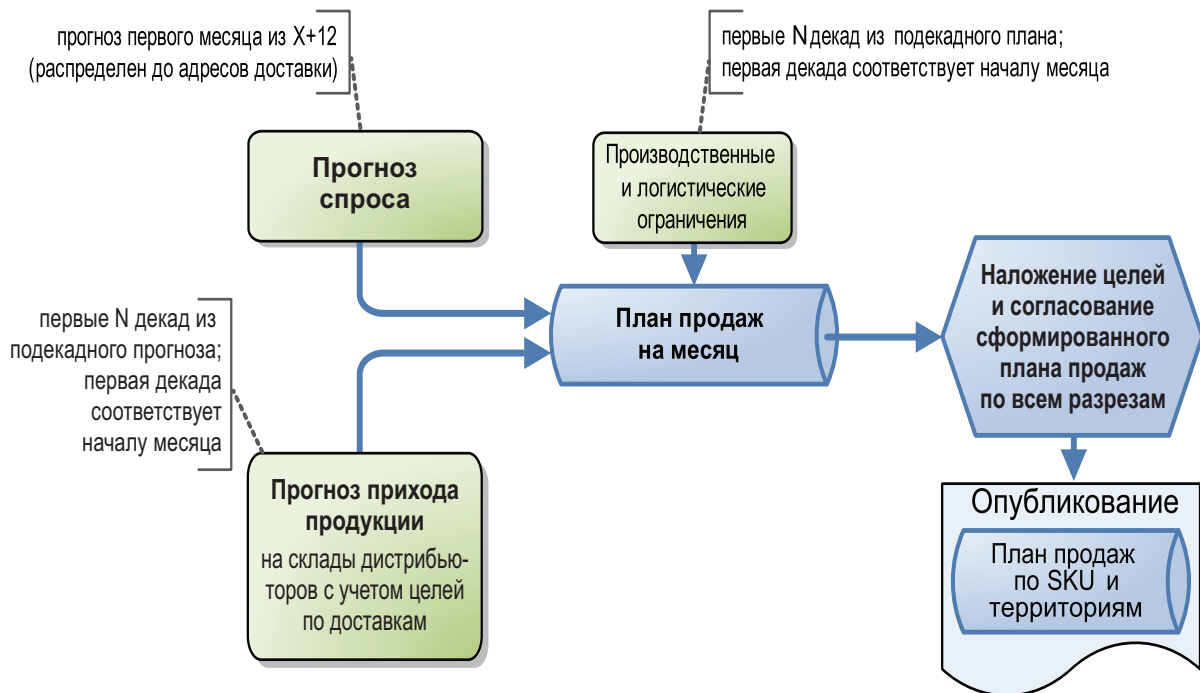 прогноз первого месяца из X+12
(распределен до адресов доставки)
первые N декад из подекадного плана;
первая декада соответствует началу месяца
Прогноз
спроса
Производственные
и логистические
ограничения
первые N декад из
подекадного прогноза;
первая декада
соответствует
началу месяца
План продаж
на месяц
Наложение целей
и согласование
сформированного
плана продаж
по всем разрезам
Прогноз прихода
продукции
на склады дистрибью-
торов с учетом целей
по доставкам
Опубликование
План продаж
по SKU и
территориям